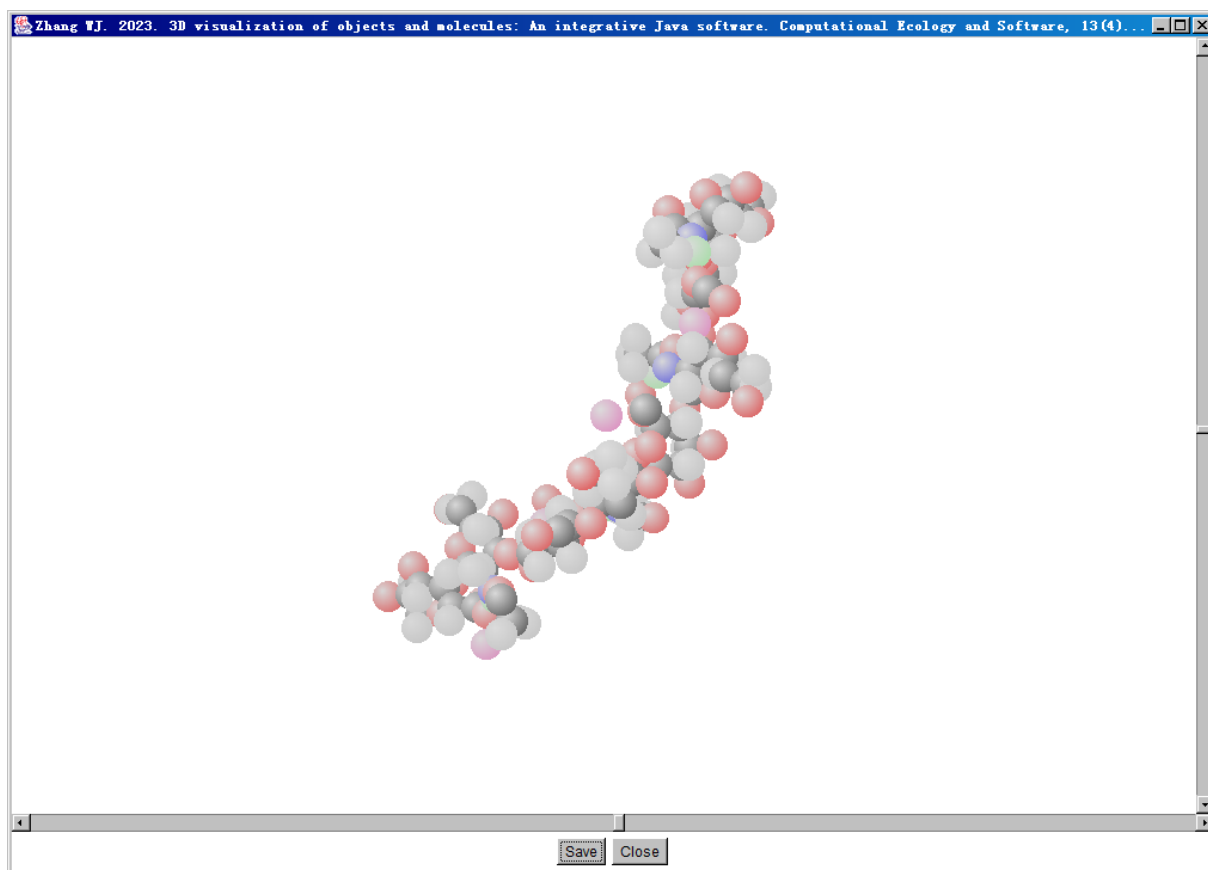 Zhang WJ. 2023. 3D visualization of objects and molecules: An integrative Java software. Computational Ecology and Software, 13(4)...
Save Close